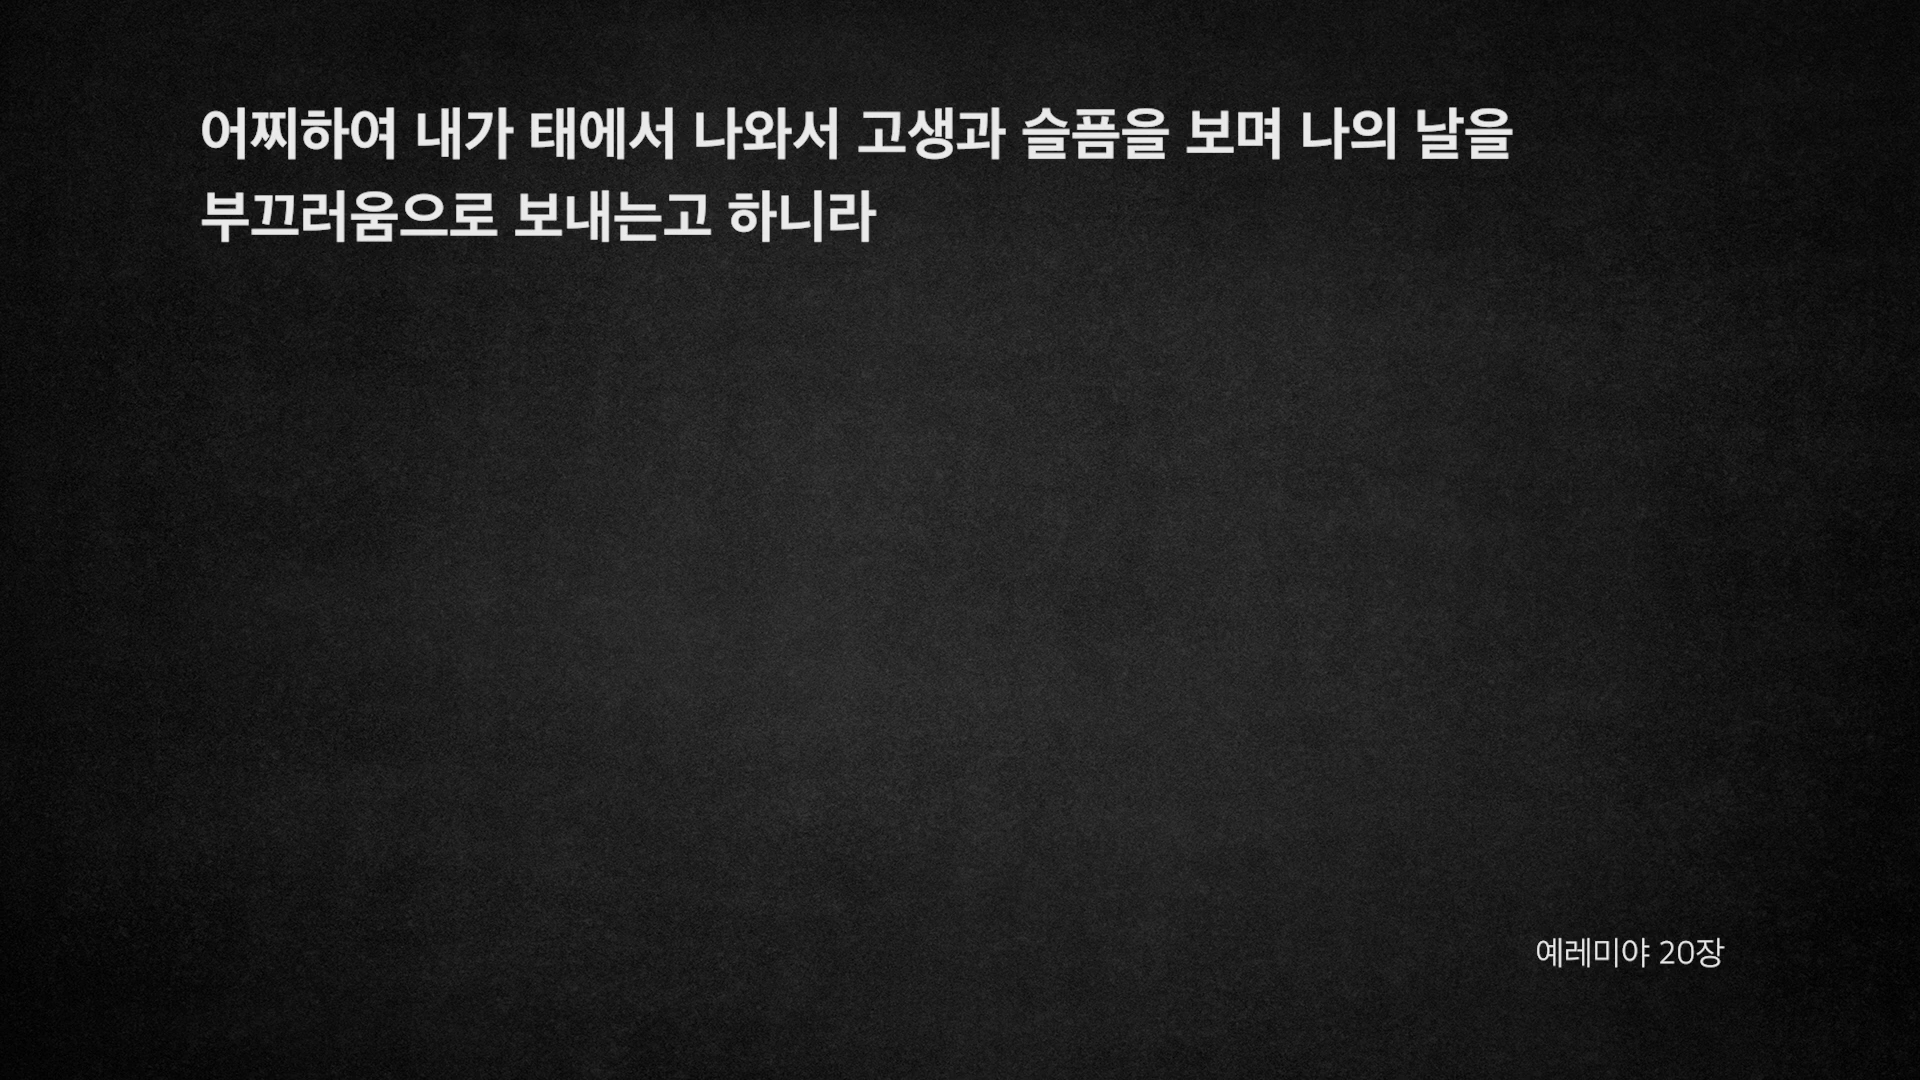 어찌하여 내가 태에서 나와서 고생과 슬픔을 보며 나의 날을
부끄러움으로 보내는고 하니라
예레미야 20장